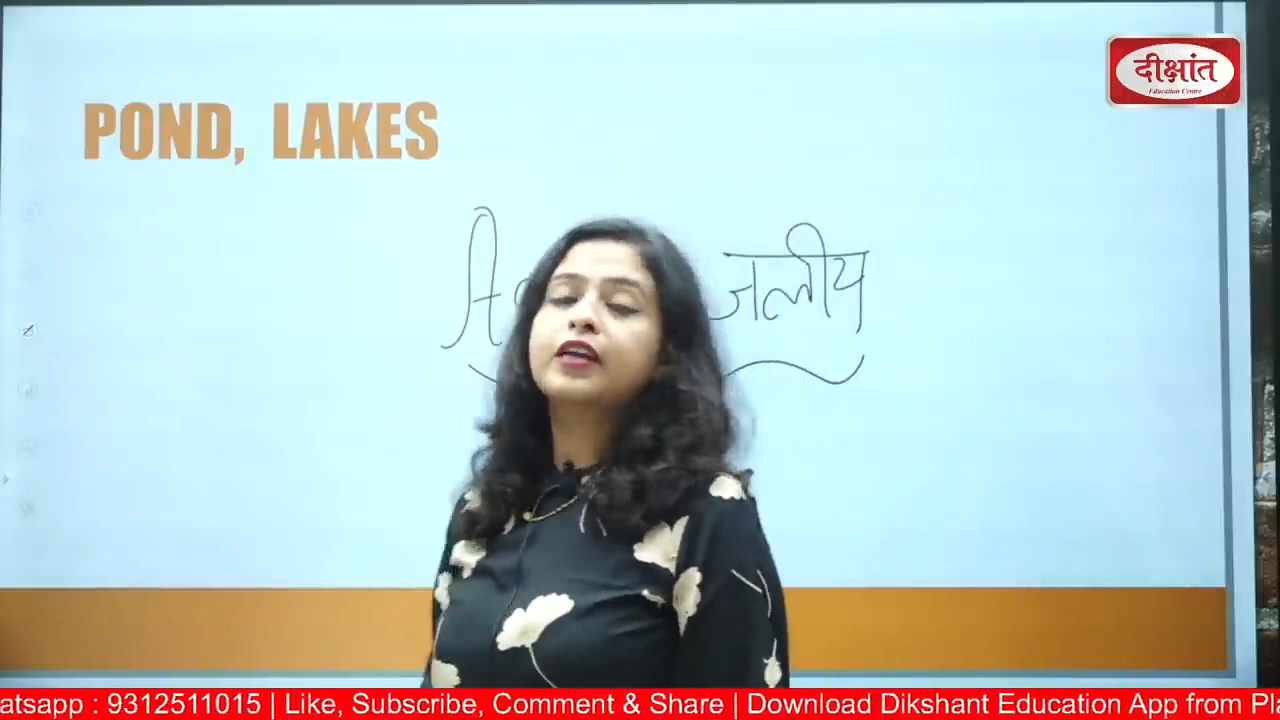 दीक्षांत
Education Centre
POND, LAKES
जलीय
atsapp : 9312511015 | Like, Subscribe, Comment & Share | Download Dikshant Education App from Pla